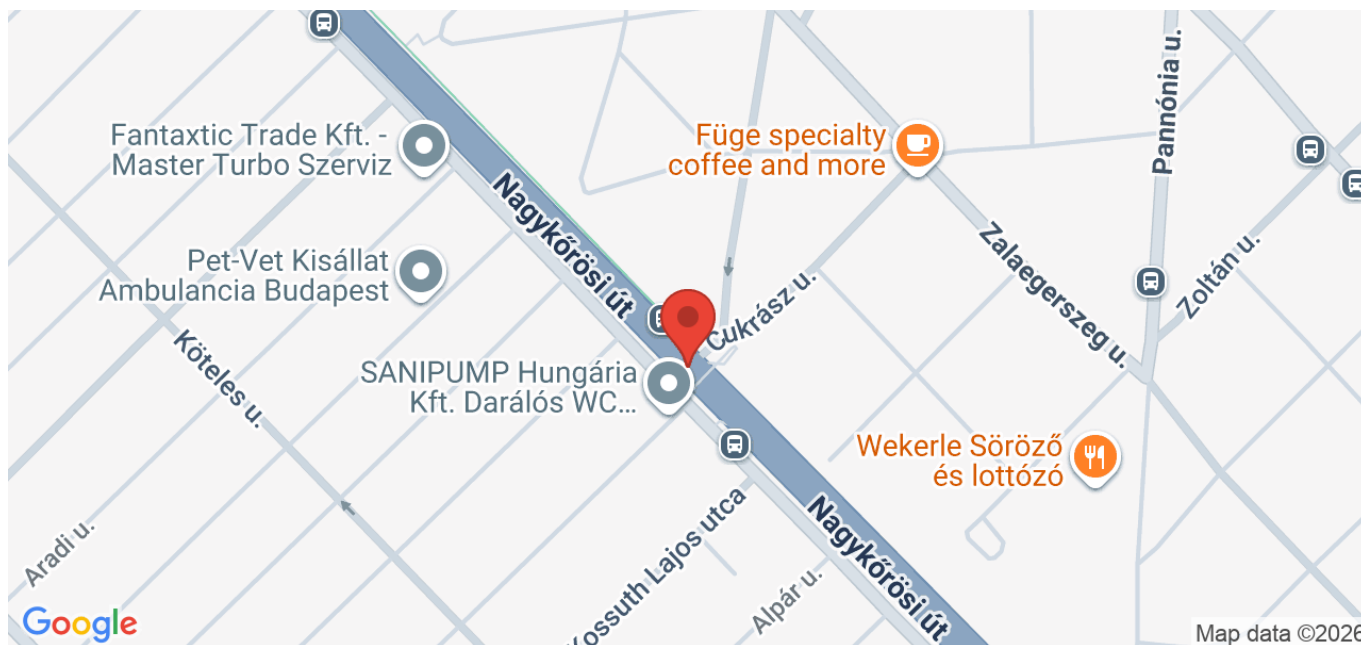 Pannónia u.
Fantaxtic Trade Kft. -
Master Turbo Szerviz
Füge specialty
coffee and more
Nagykőrösi út
Zalaegerszeg u.
Zoltán u.
Pet-Vet Kisállat
Ambulancia Budapest
Cukrász u.
Köteles u.
SANIPUMP Hungária
Kft. Darálós WC...
Wekerle Söröző
és lottózó
Nagykőrösi út
Aradi u.
Kossuth Lajos utca
Alpár u.
Google
Map data ©2026